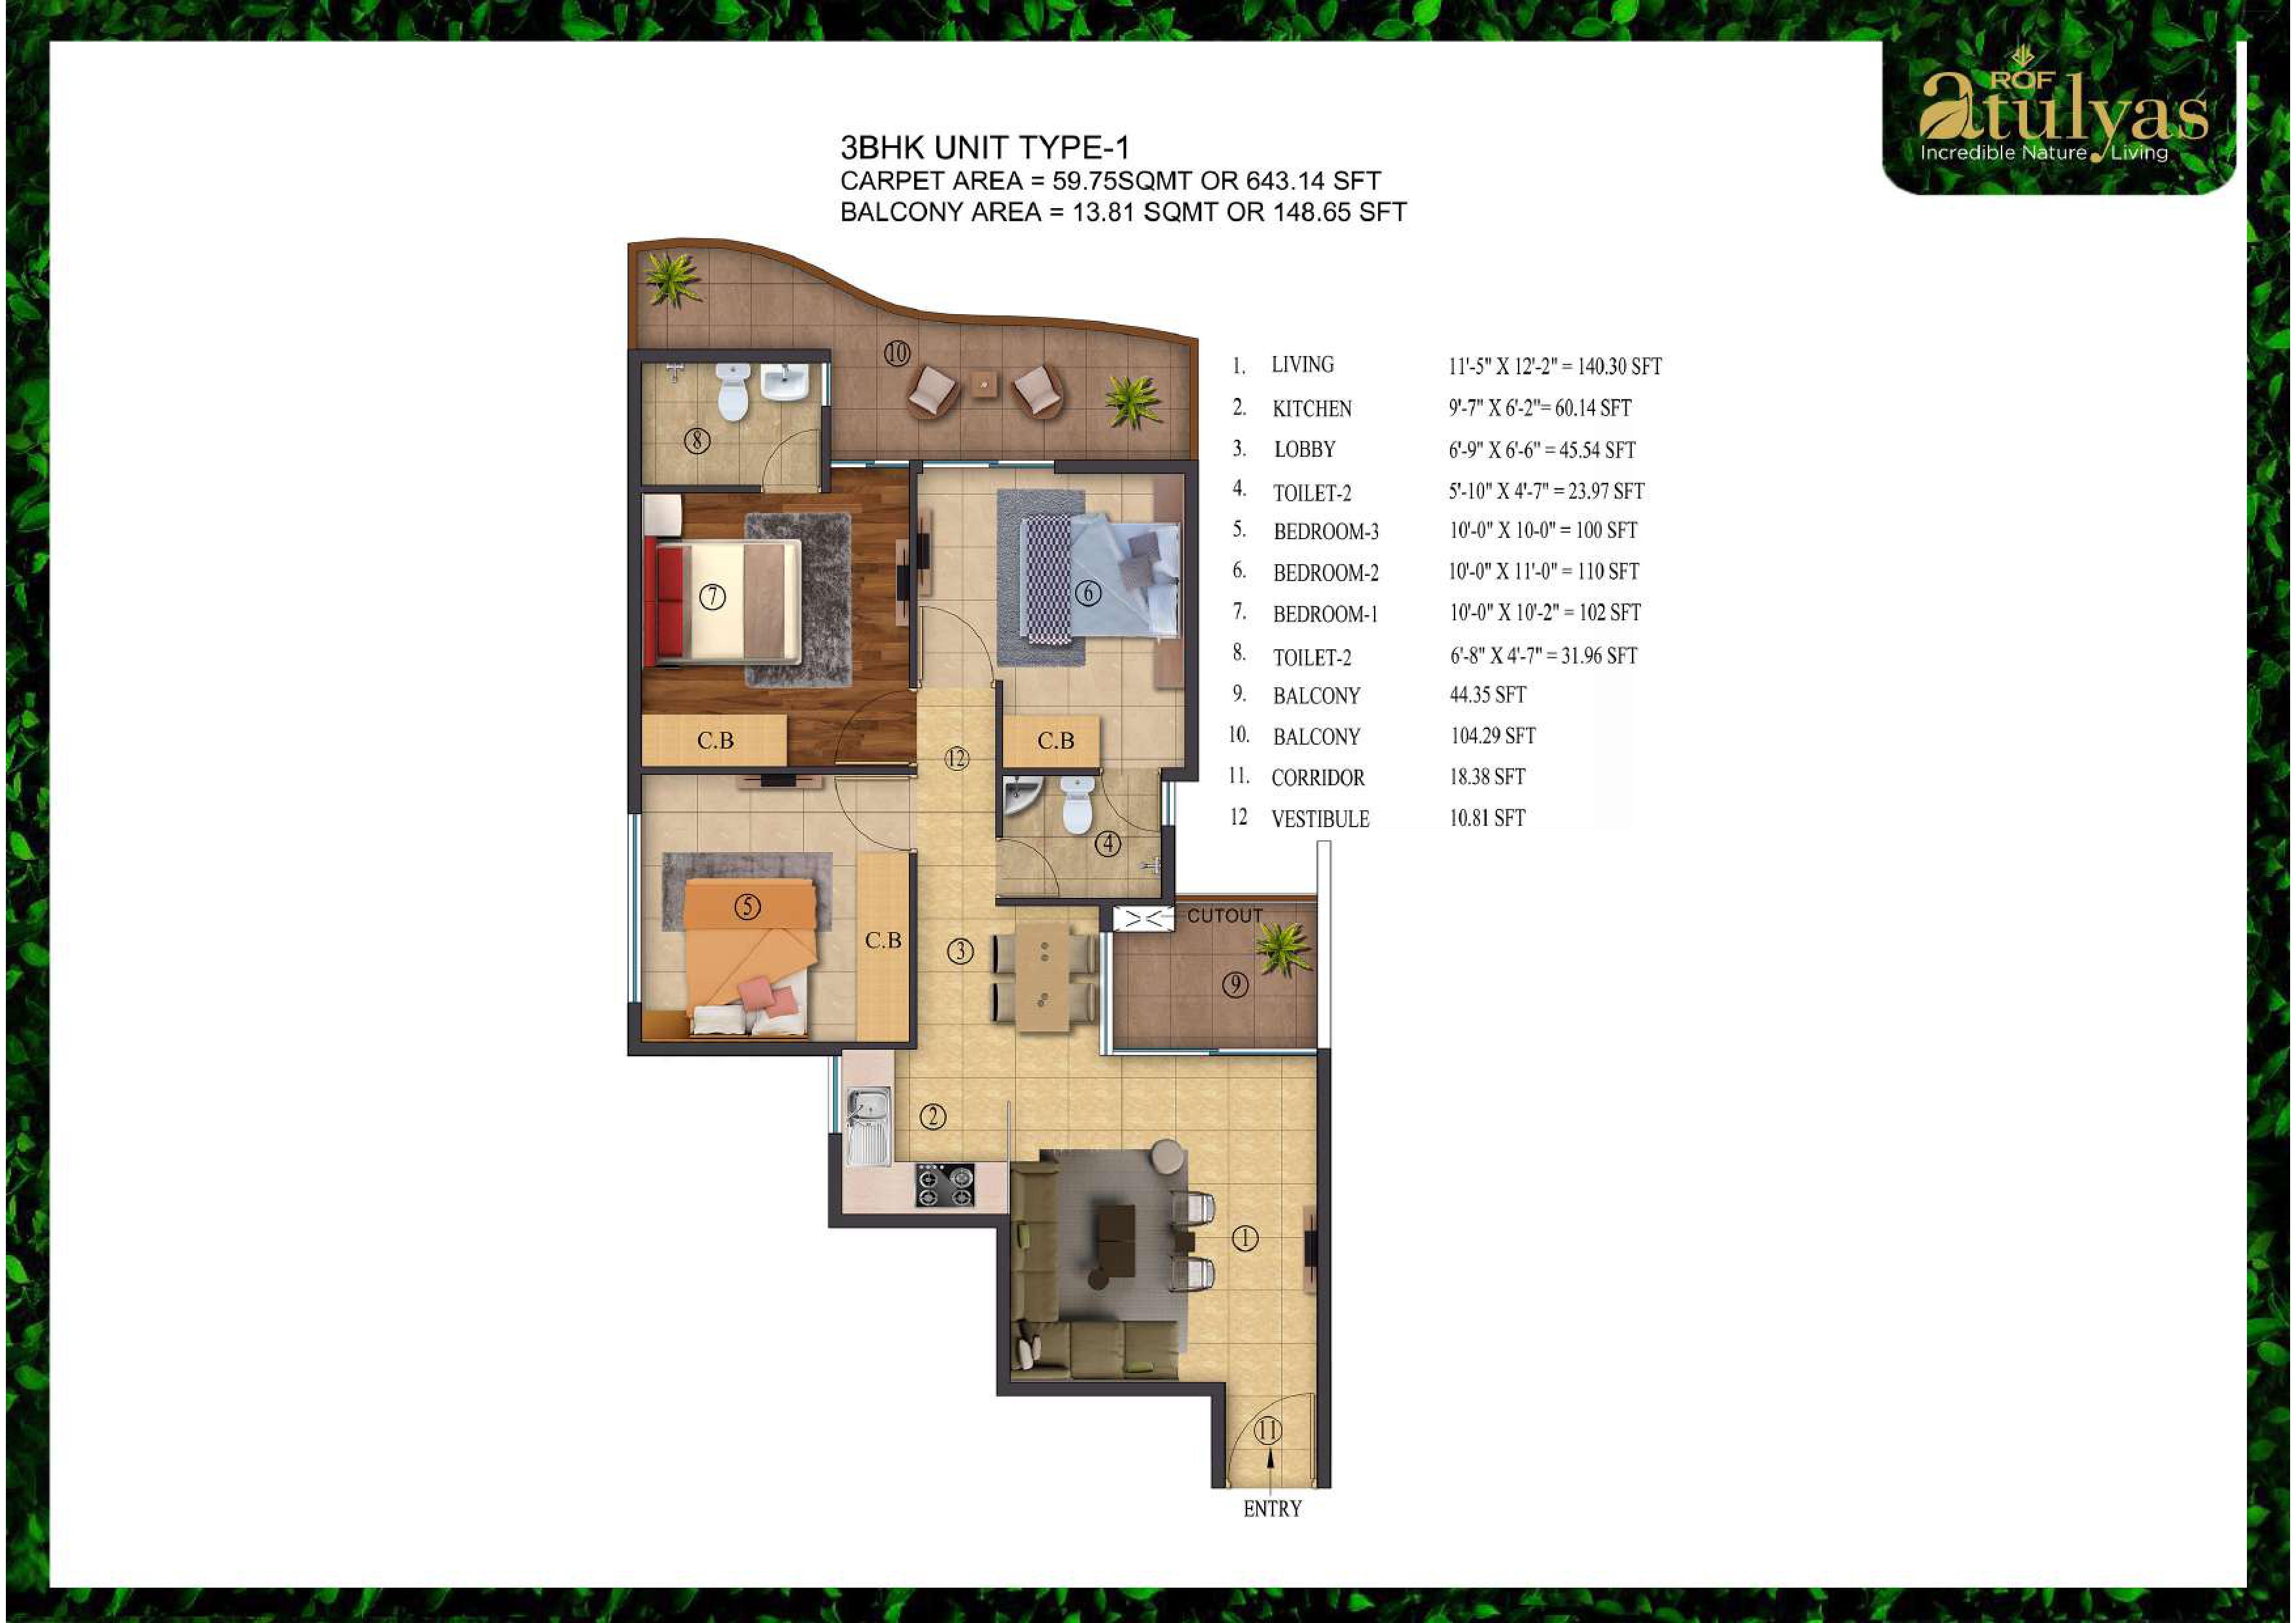 ROF
atulyas
Incredible Nature Living
3BHK UNIT TYPE-1
CARPET AREA = 59.75SQMT OR 643.14 SFT
BALCONY AREA = 13.81 SQMT OR 148.65 SFT
1. LIVING 11'-5" X 12'-2" = 140.30 SFT
2. KITCHEN 9'-7" X 6'-2"= 60.14 SFT
3. LOBBY 6'-9" X 6'-6" = 45.54 SFT
4. TOILET-2 5'-10" X 4'-7" = 23.97 SFT
5. BEDROOM-3 10'-0" X 10-0" = 100 SFT
6. BEDROOM-2 10'-0" X 11'-0" = 110 SFT
7. BEDROOM-1 10'-0" X 10'-2" = 102 SFT
8. TOILET-2 6'-8" X 4'-7" = 31.96 SFT
9. BALCONY 44.35 SFT
10. BALCONY 104.29 SFT
11. CORRIDOR 18.38 SFT
12 VESTIBULE 10.81 SFT
10
8
7
6
C.B
C.B
12
4
5
C.B
3
CUTOUT
9
2
1
11
ENTRY